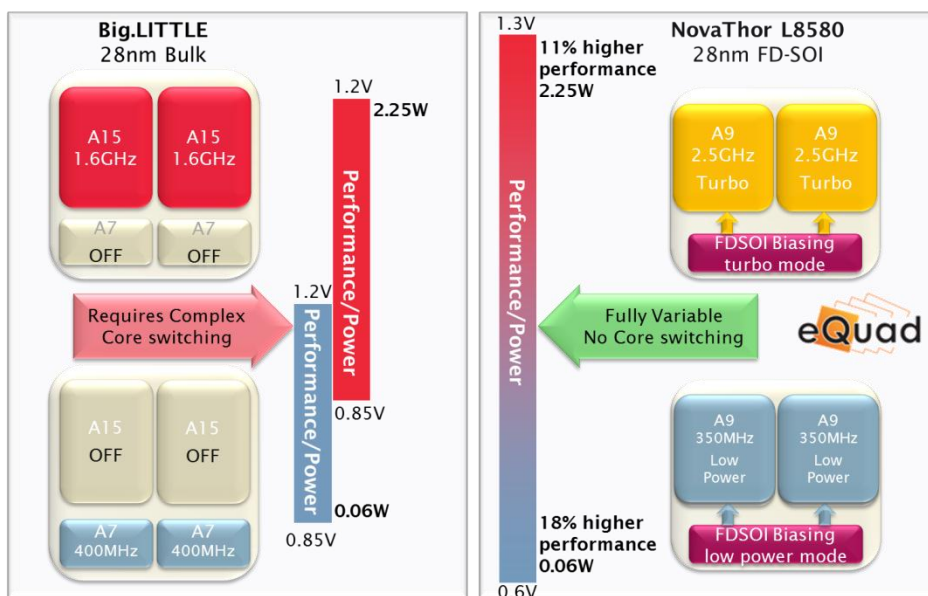 Big.LITTLE
28nm Bulk
A15
1.6GHz
A15
1.6GHz
A7
OFF
A7
OFF
1.2V
2.25W
Performance/Power
0.85V
Requires Complex
Core switching
1.2V
Performance/Power
0.06W
0.85V
A15
OFF
A15
OFF
A7
400MHz
A7
400MHz
1.3V
11% higher
performance
2.25W
Performance/Power
18% higher
performance
0.06W
0.6V
NovaThor L8580
28nm FD-SOI
A9
2.5GHz
Turbo
A9
2.5GHz
Turbo
FDSOI Biasing
turbo mode
Fully Variable
No Core switching
eQuad
A9
350MHz
Low
Power
A9
350MHz
Low
Power
FDSOI Biasing
low power mode